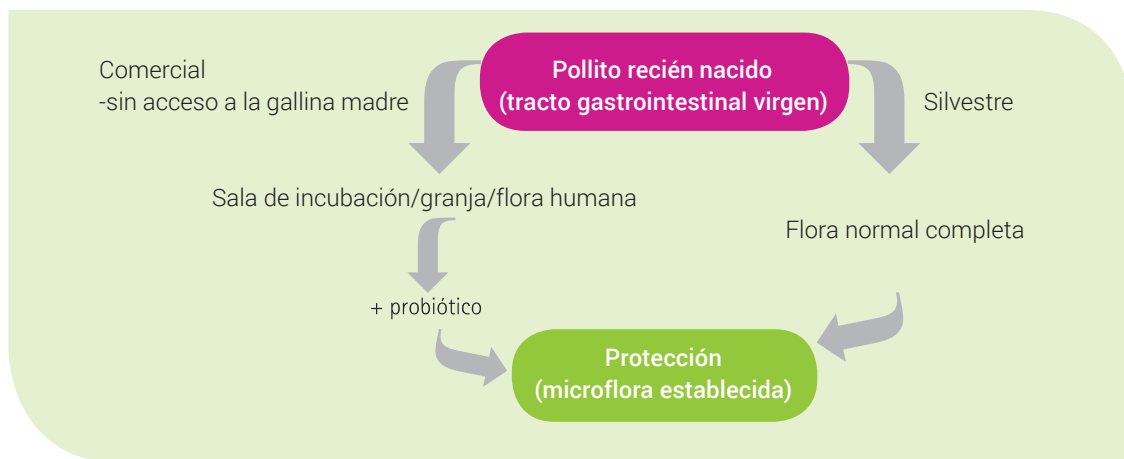 Comercial
-sin acceso a la gallina madre
Pollito recién nacido
(tracto gastrointestinal virgen)
Silvestre
Sala de incubación/granja/flora humana
Flora normal completa
+ probiótico
Protección
(microflora establecida)